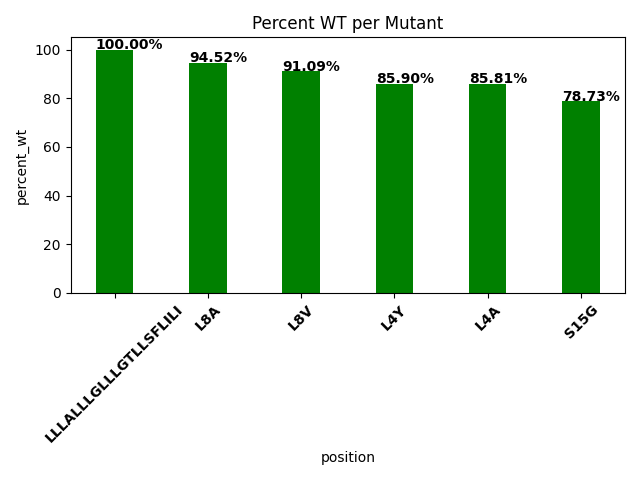 Percent WT per Mutant
percent_wt
100
80
60
40
20
0
100.00%
94.52%
91.09%
85.90%
85.81%
78.73%
LLLALLLGLLLGTLLSFLILI
L8A
L8V
L4Y
L4A
S15G
position